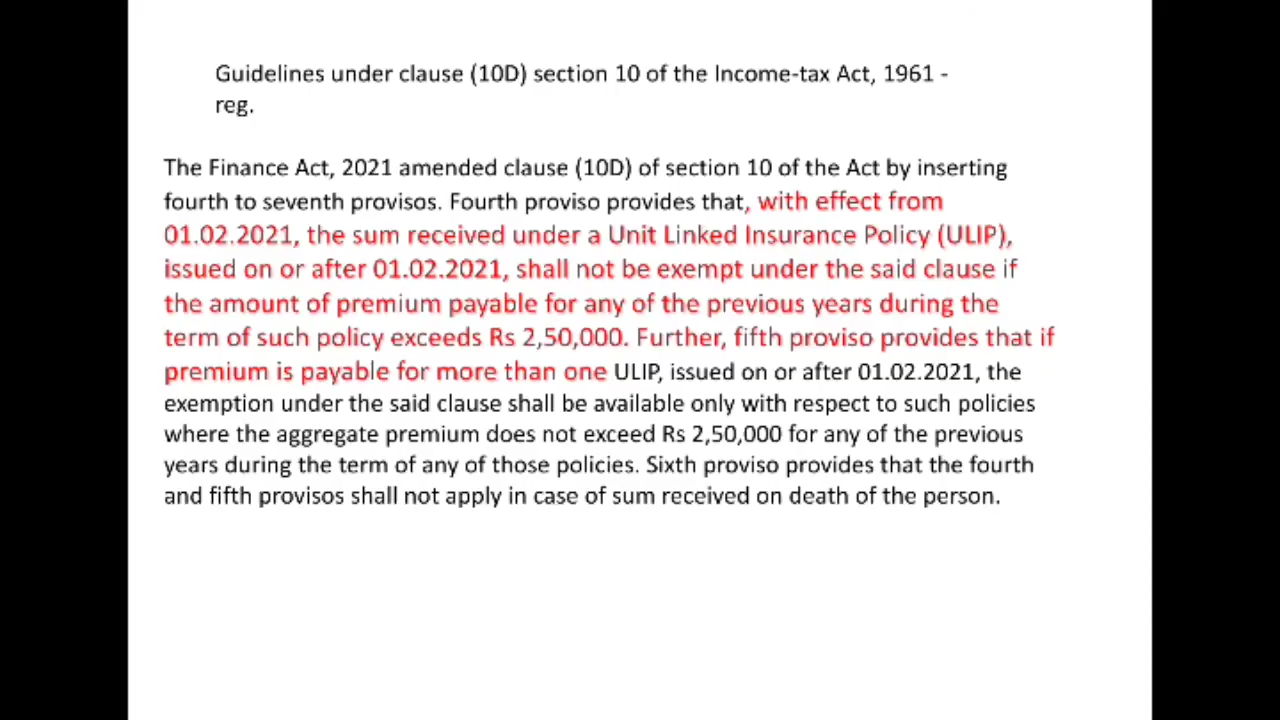 Guidelines under clause (10D) section 10 of the Income-tax Act, 1961 -
reg.
The Finance Act, 2021 amended clause (10D) of section 10 of the Act by inserting
fourth to seventh provisos. Fourth proviso provides that, with effect from
01.02.2021, the sum received under a Unit Linked Insurance Policy (ULIP),
issued on or after 01.02.2021, shall not be exempt under the said clause if
the amount of premium payable for any of the previous years during the
term of such policy exceeds Rs 2,50,000. Further, fifth proviso provides that if
premium is payable for more than one ULIP, issued on or after 01.02.2021, the
exemption under the said clause shall be available only with respect to such policies
where the aggregate premium does not exceed Rs 2,50,000 for any of the previous
years during the term of any of those policies. Sixth proviso provides that the fourth
and fifth provisos shall not apply in case of sum received on death of the person.